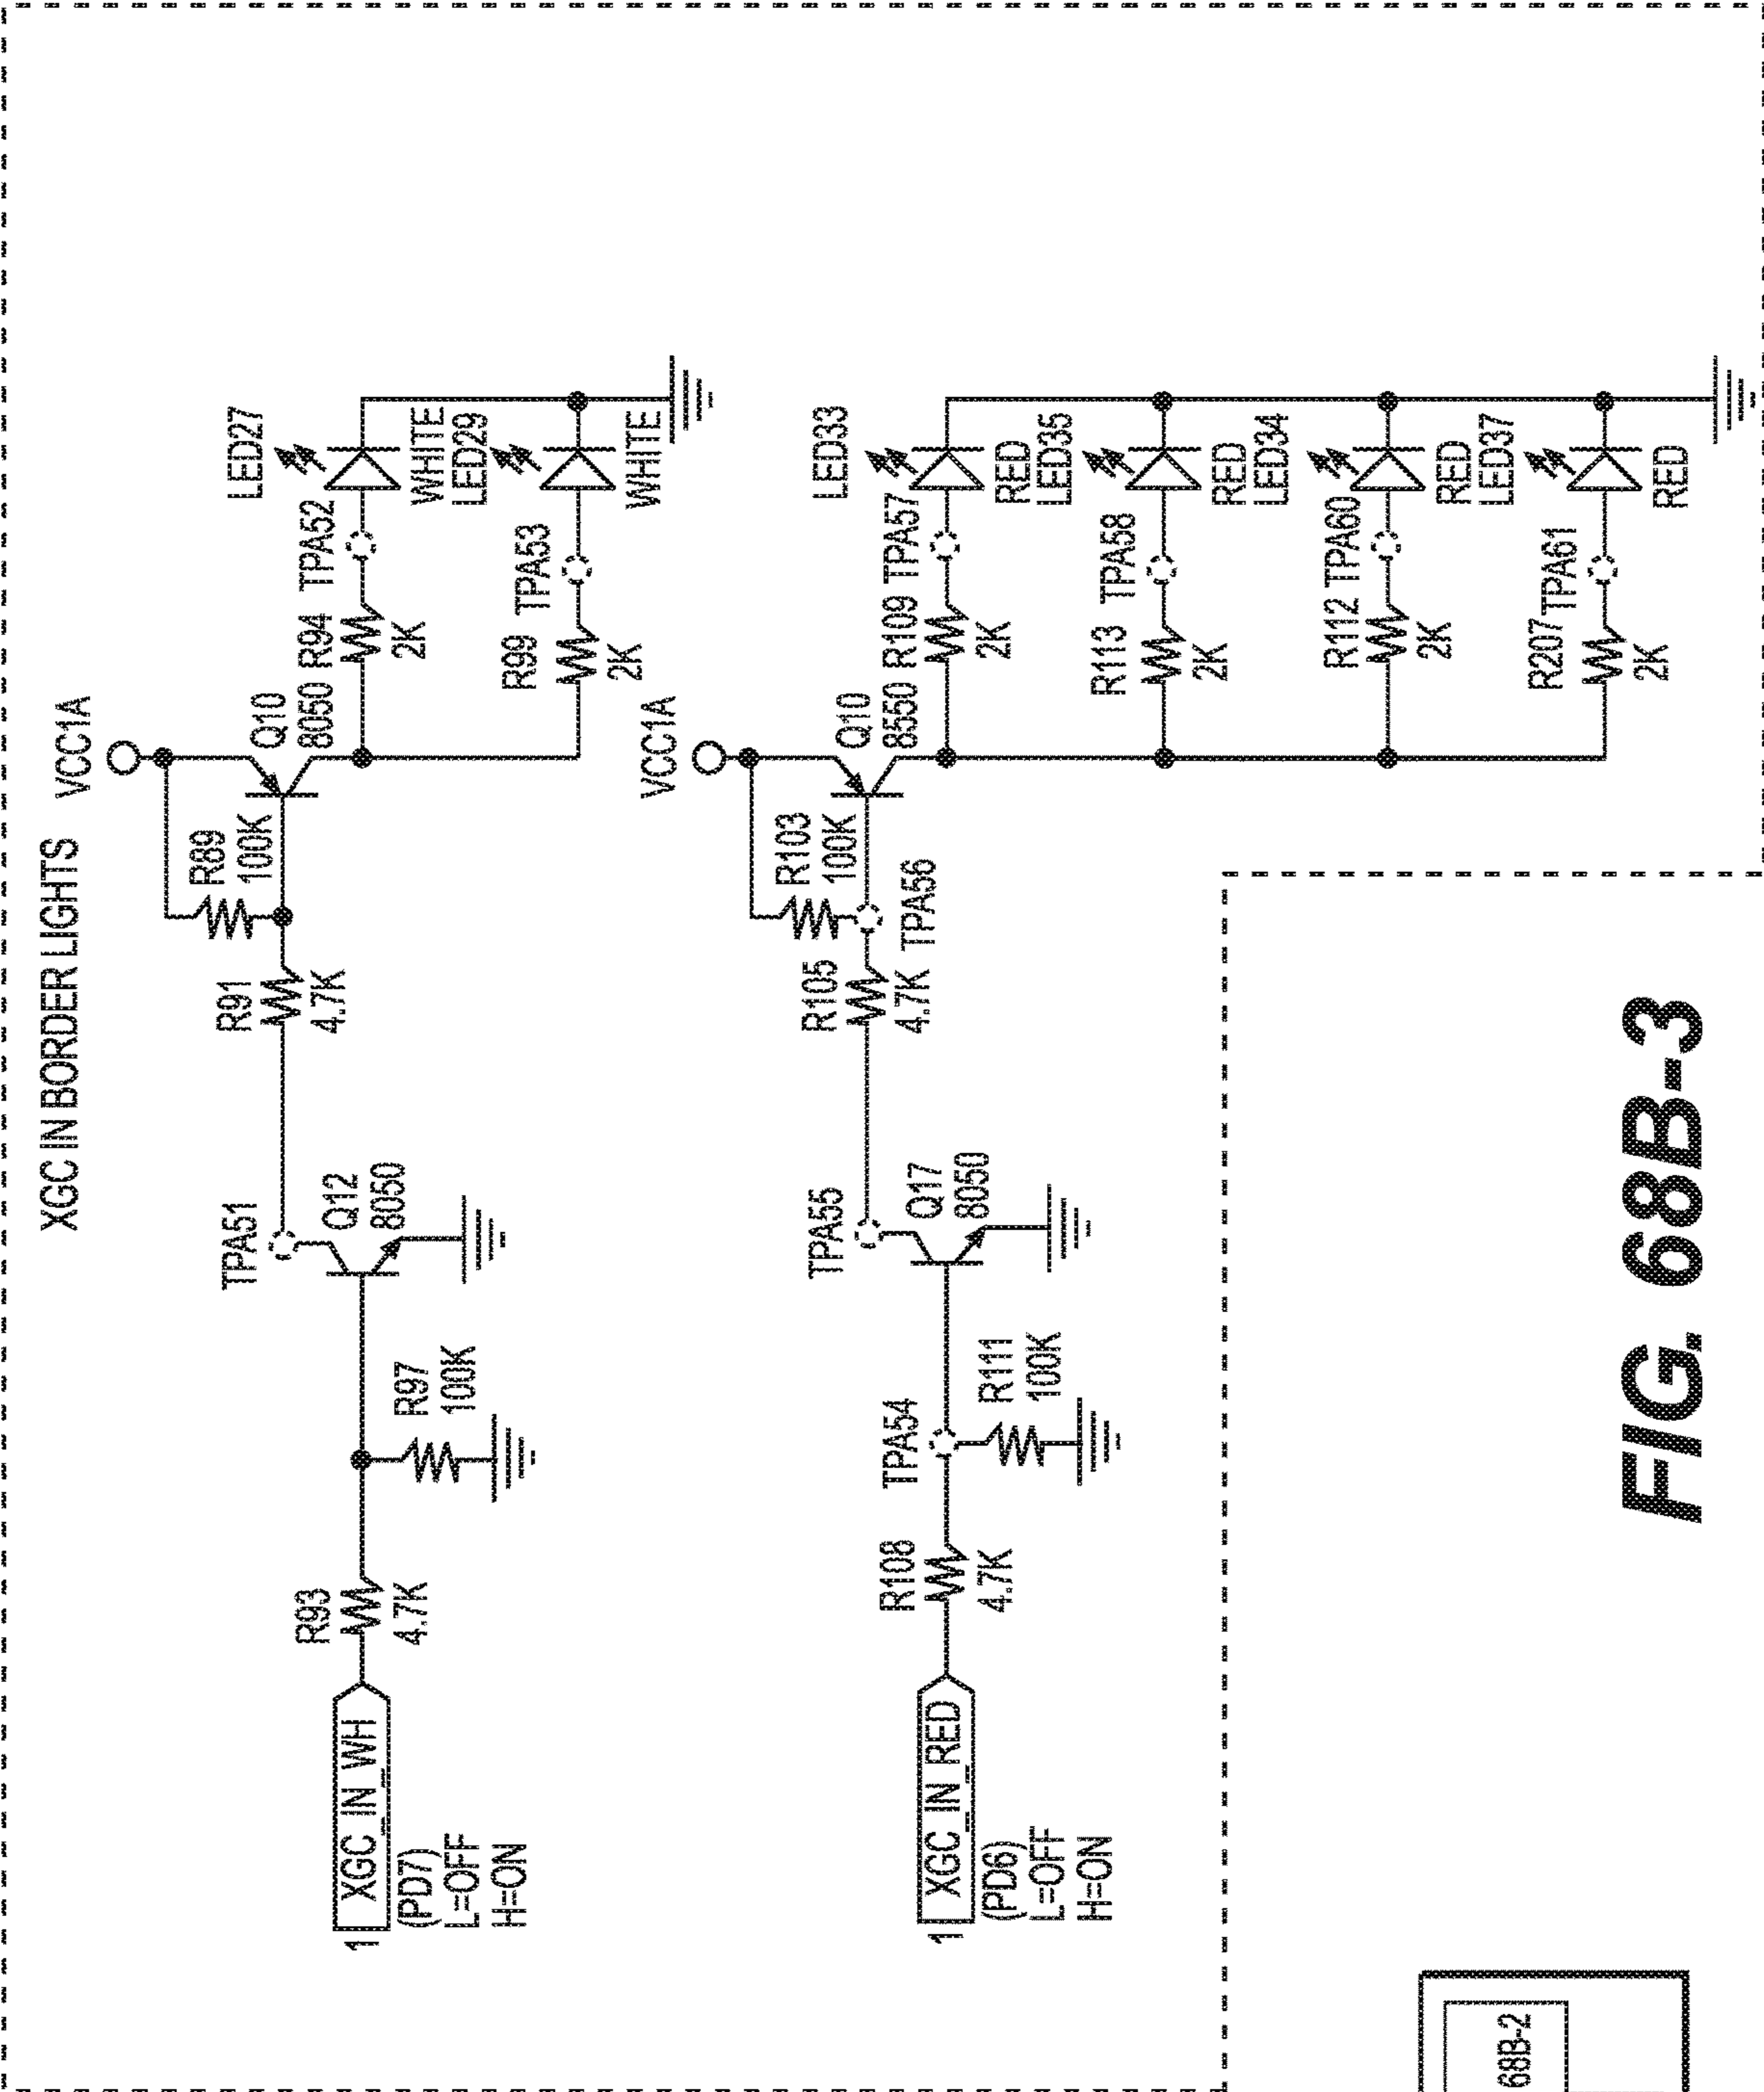 XGC IN BORDER LIGHTS
VCC1A
R89
100K
Q10
8050
R91
4.7K
TPA51
Q12
8050
R94
2K
TPA52
LED27
WHITE
R99
2K
TPA53
LED29
WHITE
R93
4.7K
R97
100K
1
XGC_IN_WH
(PD7)
L=OFF
H=ON
VCC1A
R103
100K
Q10
8550
TPA56
R105
4.7K
TPA55
Q17
8050
R109
2K
TPA57
LED33
RED
R113
2K
TPA58
LED35
RED
R112
2K
TPA60
LED34
RED
R207
2K
TPA61
LED37
RED
TPA54
R111
100K
R108
4.7K
1
XGC_IN_RED
(PD6)
L=OFF
H=ON
68B-2
FIG. 68B-3